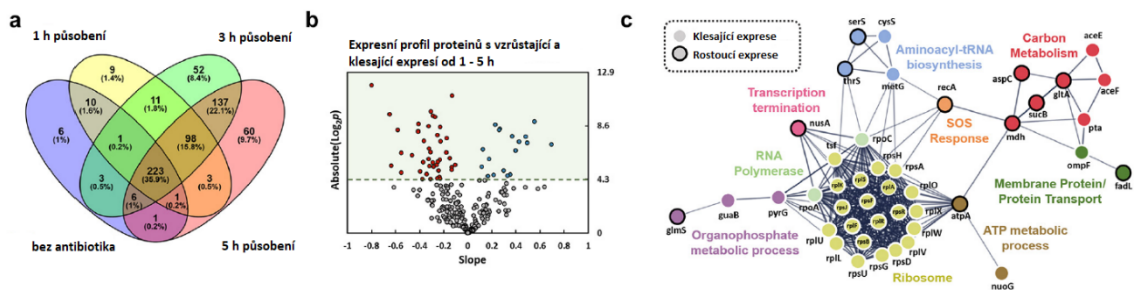 a
1 h působení
3 h působení
9
(1.4%)
52
(8.4%)
10
(1.6%)
11
(1.8%)
137
(22.1%)
6
(1%)
1
(0.2%)
98
(15.8%)
60
(9.7%)
223
(35.9%)
3
(0.5%)
3
(0.5%)
6
(1%)
1
(0.2%)
1
(0.2%)
bez antibiotika
5 h působení
b
Expresní profil proteinů s vzrůstající a
klesající expresí od 1 - 5 h
Absolute(Log₂p)
12.9
8.6
4.3
0
-1 -0.8 -0.6 -0.4 -0.2 0 0.2 0.4 0.6 0.8 1
Slope
c
Klesající exprese
Rostoucí exprese
serS
cysS
Aminoacyl-tRNA
biosynthesis
thrS
metG
Carbon
Metabolism
aceE
aspC
gltA
aceF
sucB
mdh
pta
recA
SOS
Response
ompF
fadL
Membrane Protein/
Protein Transport
Transcription
termination
nusA
RNA
Polymerase
rpoC
tsf
rpsH
rpsA
rplO
rplX
rplW
rplV
rpsD
rpsG
rpsU
rplL
rplU
rpoA
Ribosome
pyrG
guaB
glmS
Organophosphate
metabolic process
atpA
ATP metabolic
process
nuoG